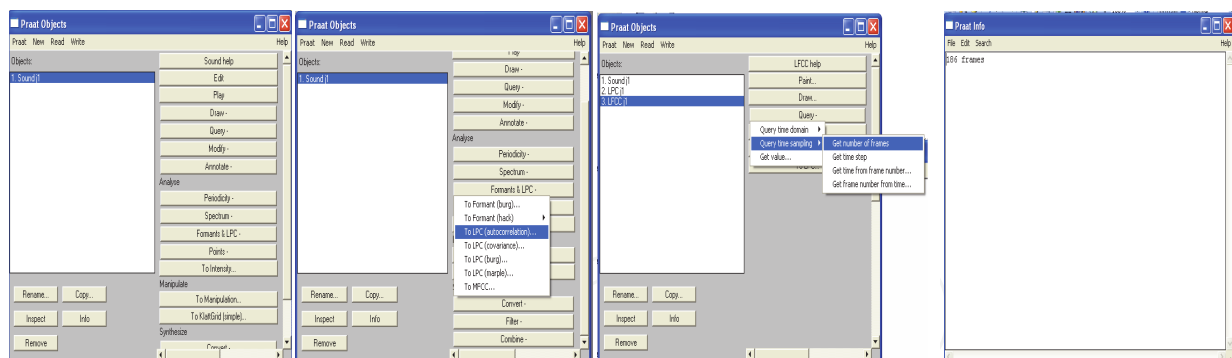 Praat Objects
Praat New Read Write Help
Objects:
1. Sound j1
Sound help
Edit
Play
Draw -
Query -
Modify -
Annotate -
Analyse
Periodicity -
Spectrum -
Formants & LPC -
Points -
To Intensity...
Manipulate
To Manipulation...
To KlattGrid (simple)...
Synthesize
Convert -
Rename... Copy...
Inspect Info
Remove
Praat Objects
Praat New Read Write Help
Objects:
1. Sound j1
Play
Draw -
Query -
Modify -
Annotate -
Analyse
Periodicity -
Spectrum -
Formants & LPC -
To Formant (burg)...
To Formant (hack)
To LPC (autocorrelation)...
To LPC (covariance)...
To LPC (burg)...
To LPC (marple)...
To MFCC...
Convert -
Filter -
Combine -
Rename... Copy...
Inspect Info
Remove
Praat Objects
Praat New Read Write Help
Objects:
1. Sound j1
2. LPC j1
3. LFCC j1
LFCC help
Paint...
Draw...
Query -
Query time domain
Query time sampling
Get value...
Get number of frames
Get time step
Get time from frame number...
Get frame number from time...
Rename... Copy...
Inspect Info
Remove
Praat Info
File Edit Search Help
186 frames